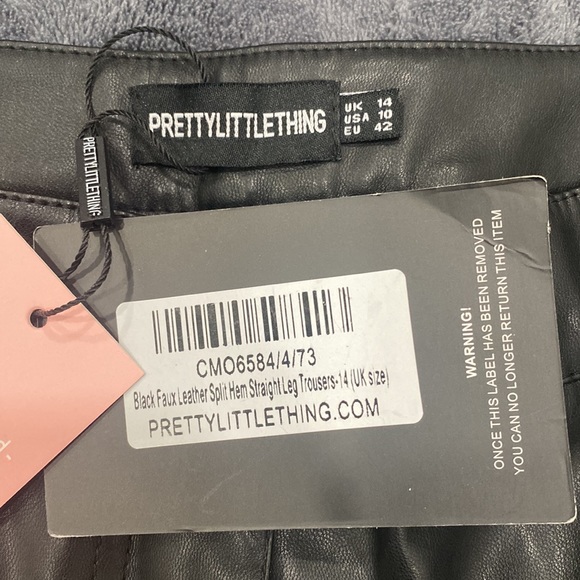 PRETTYLITTLETHING
UK 14
USA 10
EU 42
PRETTYLITTLETHING
CMO6584/4/73
Black Faux Leather Split Hem Straight Leg Trousers-14 (UK size)
PRETTYLITTLETHING.COM
WARNING!
ONCE THIS LABEL HAS BEEN REMOVED
YOU CAN NO LONGER RETURN THIS ITEM